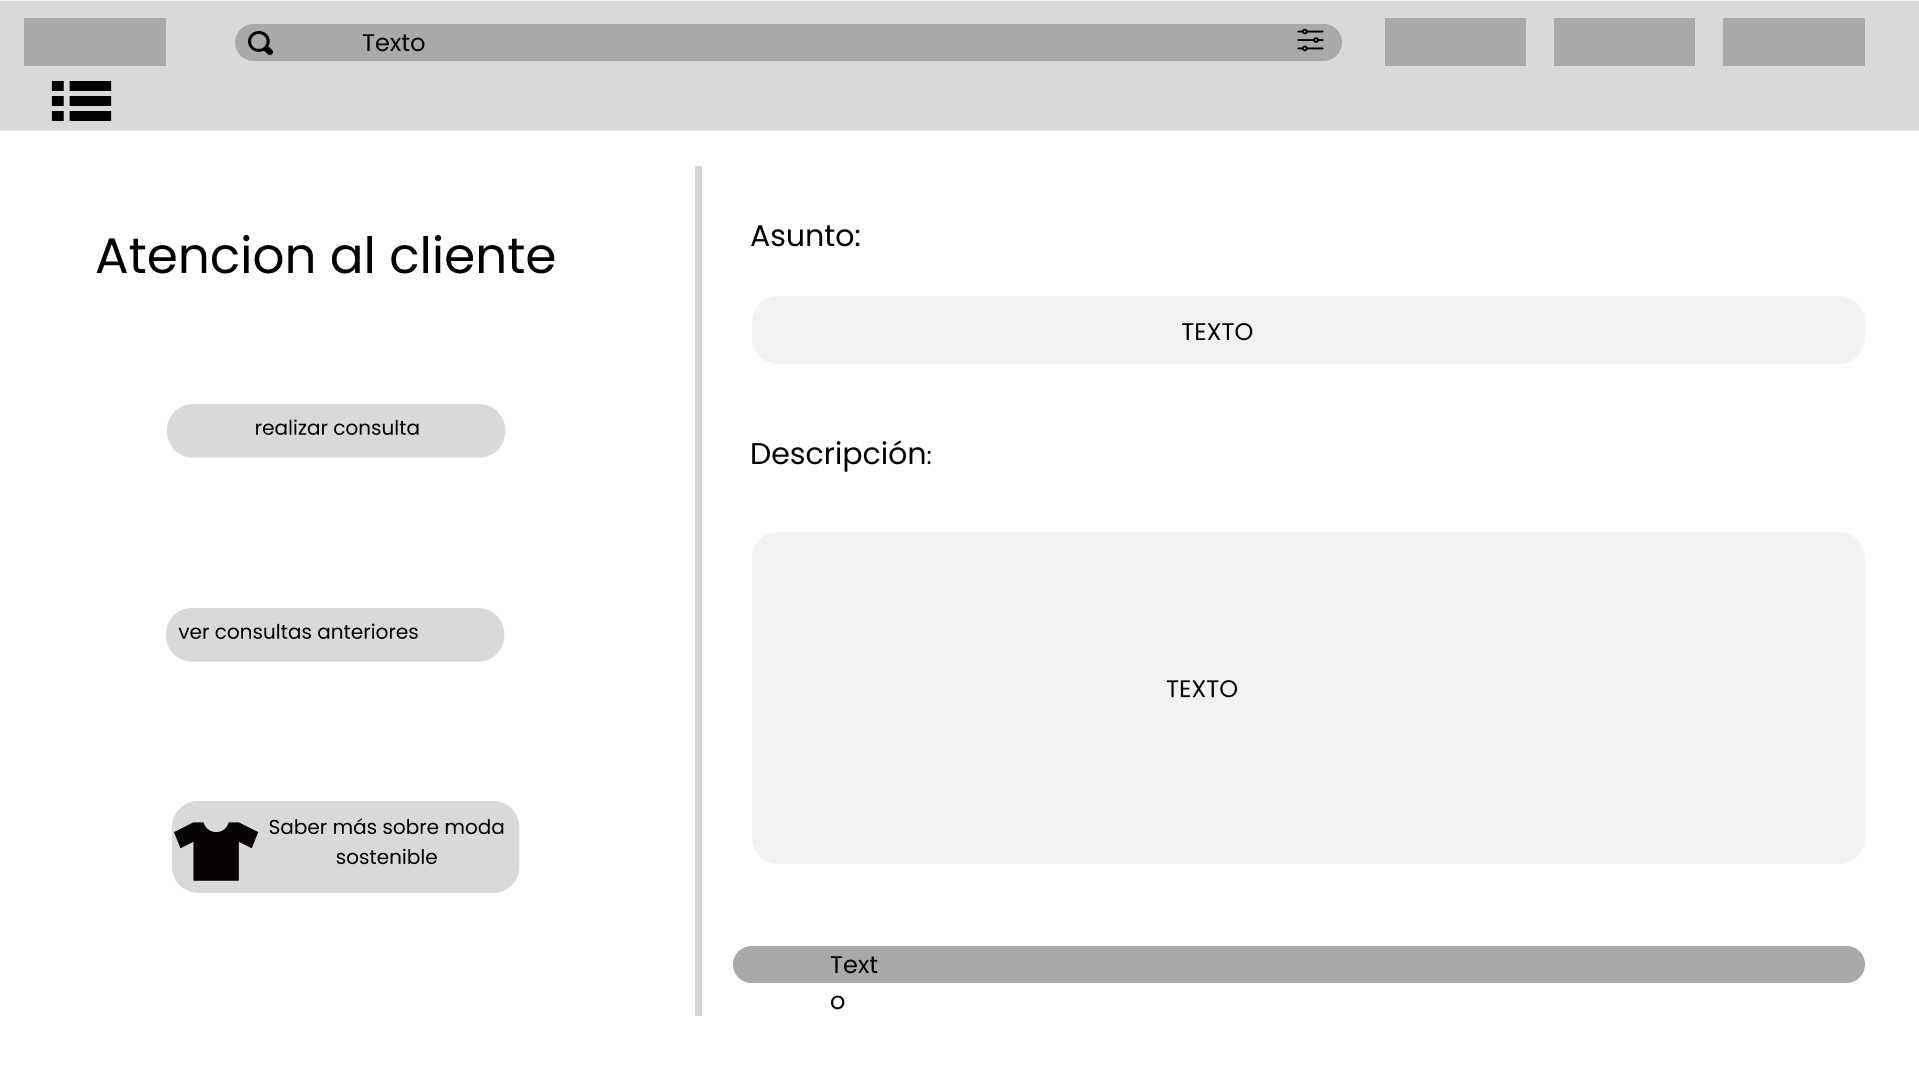 Texto
Atencion al cliente
realizar consulta
ver consultas anteriores
Saber más sobre moda
sostenible
Asunto:
TEXTO
Descripción:
TEXTO
Text
o